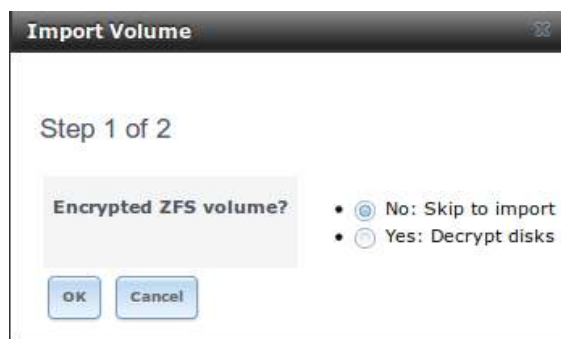 Import Volume
Step 1 of 2
Encrypted ZFS volume?
No: Skip to import
Yes: Decrypt disks
OK
Cancel